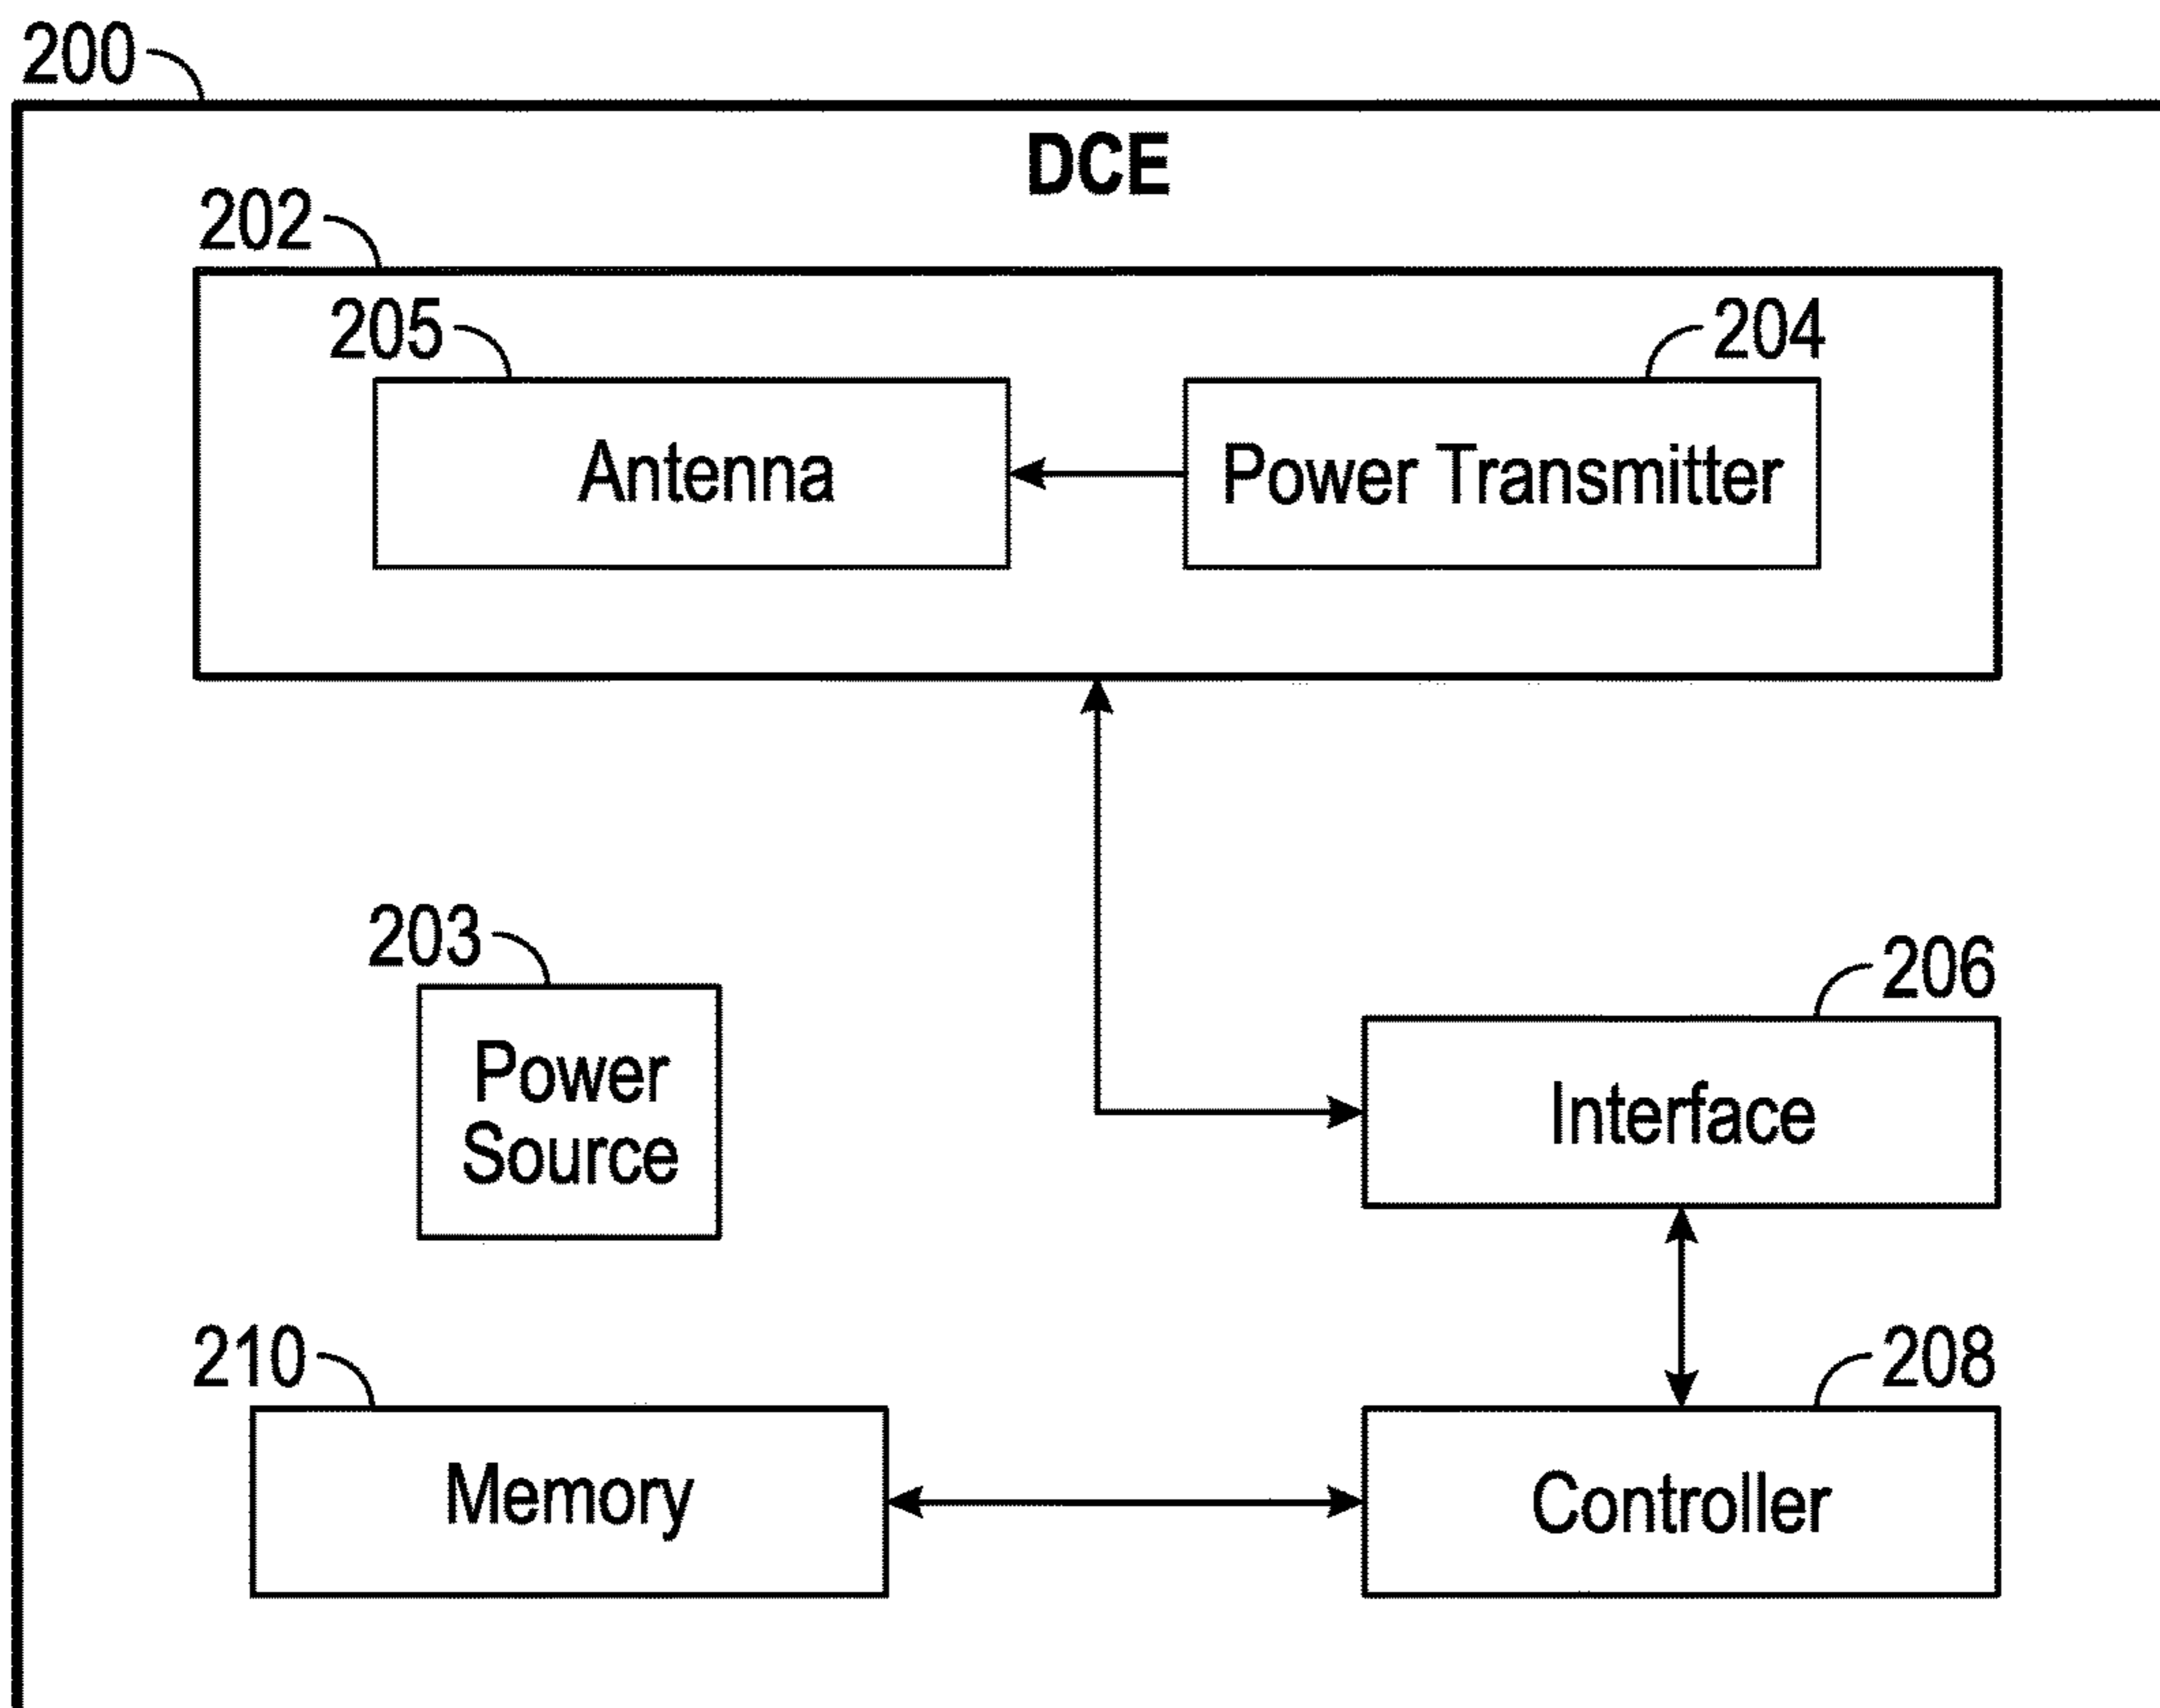 200
DCE
202
205
204
Antenna
Power Transmitter
203
206
Power
Source
Interface
210
208
Memory
Controller